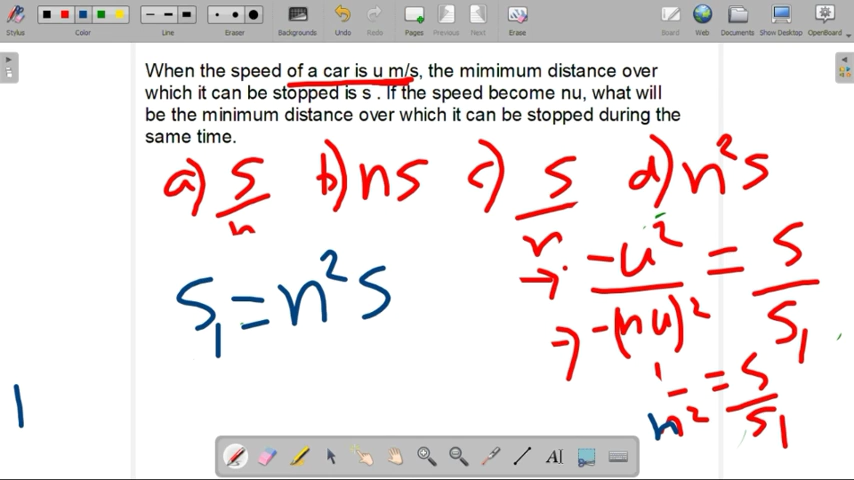 Stylus Color Line Eraser Backgrounds Undo Redo Pages Previous Next Erase Board Web Documents Show Desktop OpenBoard
When the speed of a car is u m/s, the mimimum distance over
which it can be stopped is s . If the speed become nu, what will
be the minimum distance over which it can be stopped during the
same time.
a) s/n b) ns c) s/r d) n²s
→ -u²/-(nu)² = s/s₁
s₁ = n²s
⇒ 1/n² = s/s₁
1